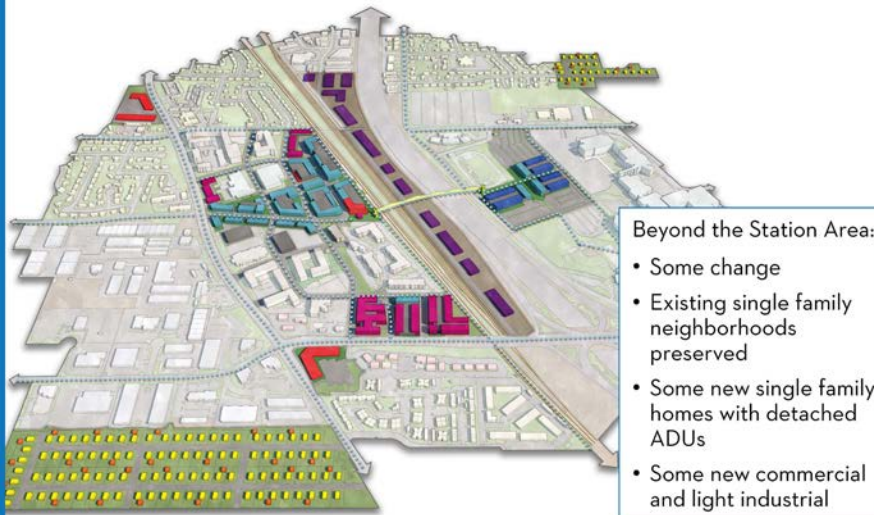 Beyond the Station Area:
• Some change
• Existing single family
neighborhoods
preserved
• Some new single family
homes with detached
ADUs
• Some new commercial
and light industrial